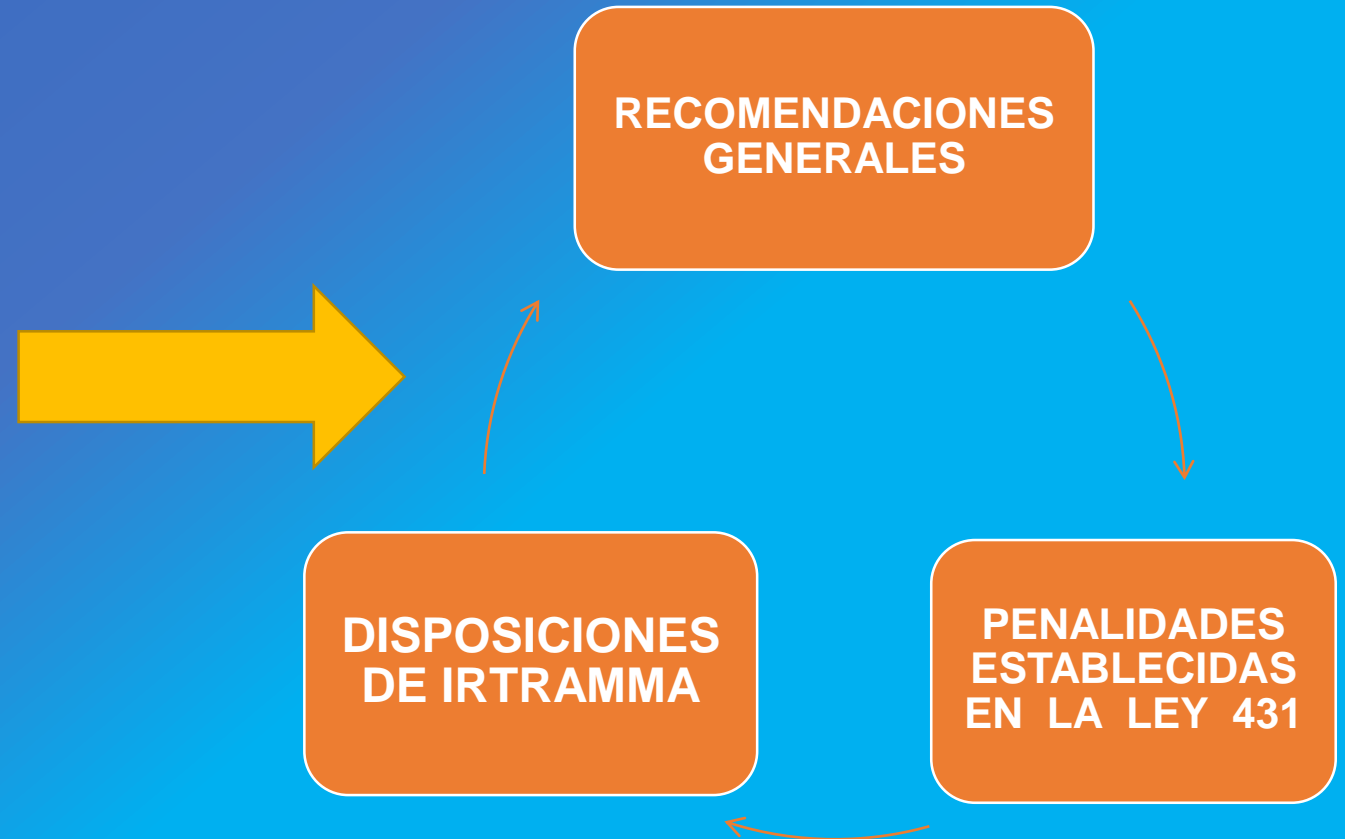 RECOMENDACIONES
GENERALES
DISPOSICIONES
DE IRTRAMMA
PENALIDADES
ESTABLECIDAS
EN LA LEY 431